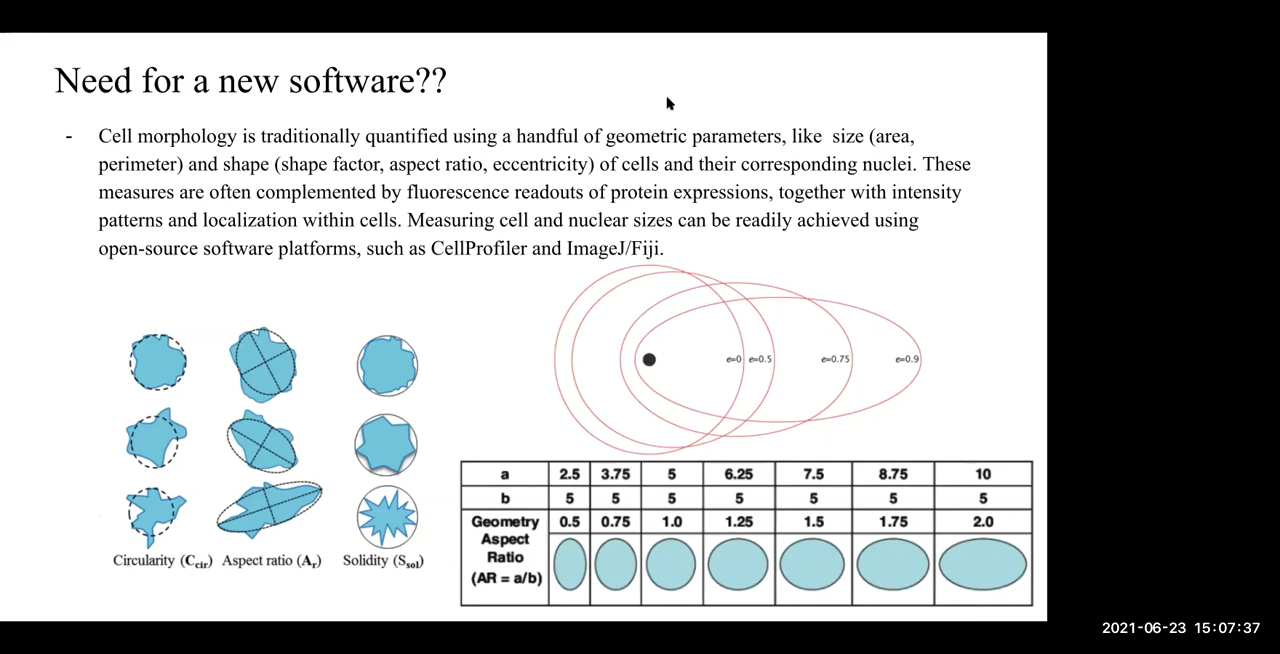 Need for a new software??
- Cell morphology is traditionally quantified using a handful of geometric parameters, like size (area,
perimeter) and shape (shape factor, aspect ratio, eccentricity) of cells and their corresponding nuclei. These
measures are often complemented by fluorescence readouts of protein expressions, together with intensity
patterns and localization within cells. Measuring cell and nuclear sizes can be readily achieved using
open-source software platforms, such as CellProfiler and ImageJ/Fiji.
e=0 e=0.5 e=0.75 e=0.9
Circularity (Ccir) Aspect ratio (Ar) Solidity (Ssol)
a 2.5 3.75 5 6.25 7.5 8.75 10
b 5 5 5 5 5 5 5
Geometry 0.5 0.75 1.0 1.25 1.5 1.75 2.0
Aspect
Ratio
(AR = a/b)
2021-06-23 15:07:37